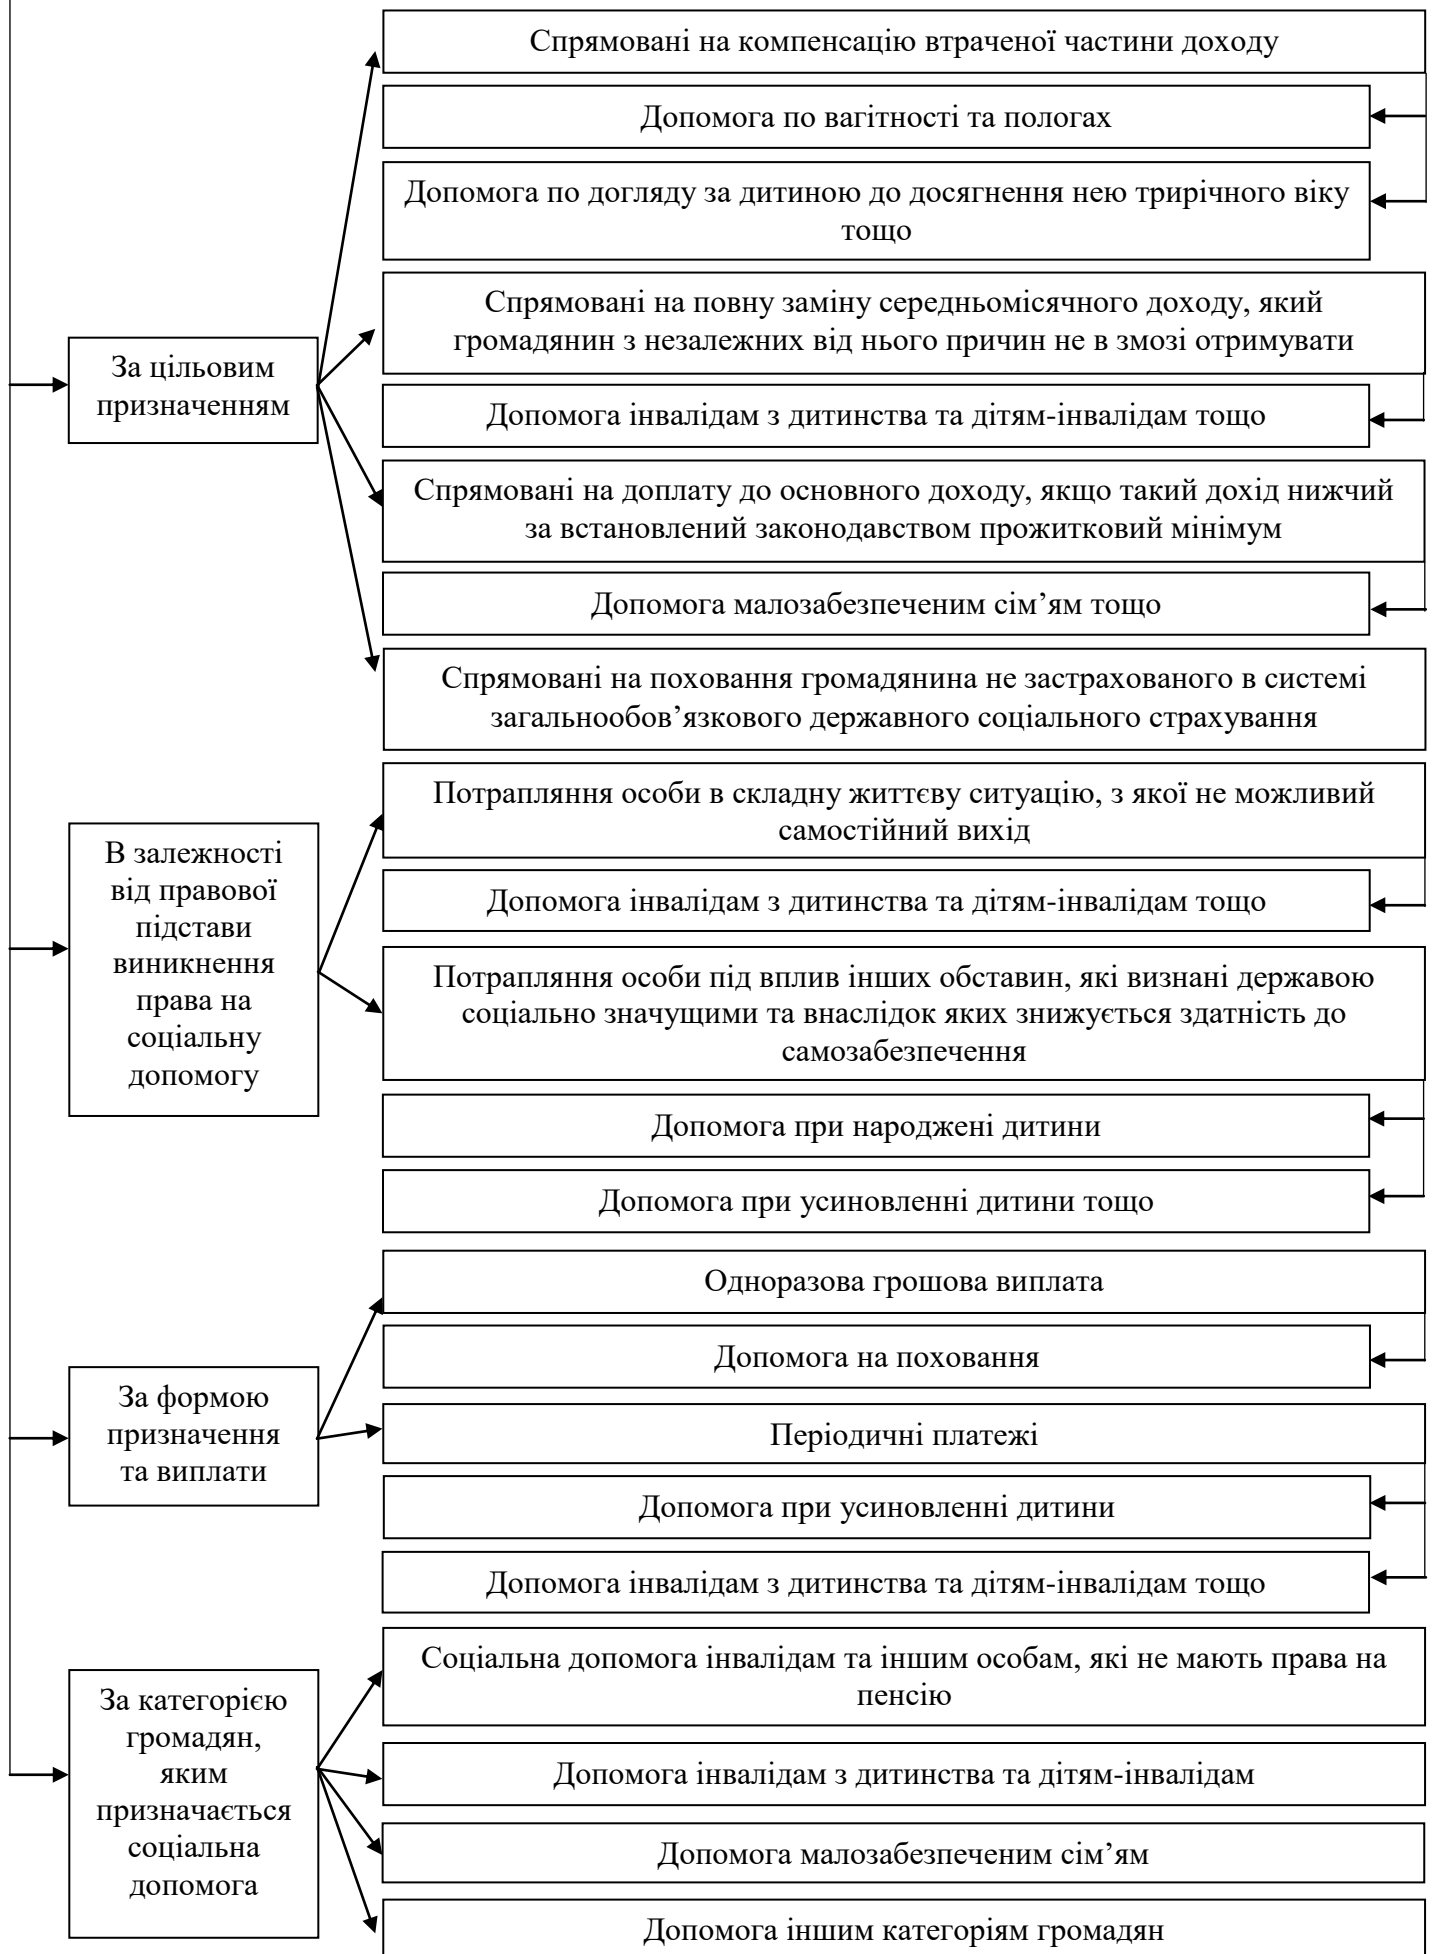 Спрямовані на компенсацію втраченої частини доходу
Допомога по вагітності та пологах
Допомога по догляду за дитиною до досягнення нею трирічного віку
тощо
Спрямовані на повну заміну середньомісячного доходу, який
громадянин з незалежних від нього причин не в змозі отримувати
За цільовим
призначенням
Допомога інвалідам з дитинства та дітям-інвалідам тощо
Спрямовані на доплату до основного доходу, якщо такий дохід нижчий
за встановлений законодавством прожитковий мінімум
Допомога малозабезпеченим сім’ям тощо
Спрямовані на поховання громадянина не застрахованого в системі
загальнообов’язкового державного соціального страхування
Потрапляння особи в складну життєву ситуацію, з якої не можливий
самостійний вихід
В залежності
від правової
підстави
виникнення
права на
соціальну
допомогу
Допомога інвалідам з дитинства та дітям-інвалідам тощо
Потрапляння особи під вплив інших обставин, які визнані державою
соціально значущими та внаслідок яких знижується здатність до
самозабезпечення
Допомога при народжені дитини
Допомога при усиновленні дитини тощо
Одноразова грошова виплата
Допомога на поховання
За формою
призначення
та виплати
Періодичні платежі
Допомога при усиновленні дитини
Допомога інвалідам з дитинства та дітям-інвалідам тощо
Соціальна допомога інвалідам та іншим особам, які не мають права на
пенсію
За категорією
громадян,
яким
призначається
соціальна
допомога
Допомога інвалідам з дитинства та дітям-інвалідам
Допомога малозабезпеченим сім’ям
Допомога іншим категоріям громадян